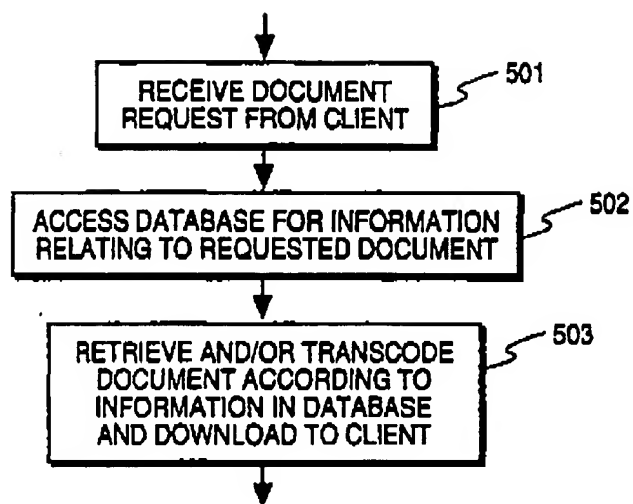 RECEIVE DOCUMENT
REQUEST FROM CLIENT
501
ACCESS DATABASE FOR INFORMATION
RELATING TO REQUESTED DOCUMENT
502
RETRIEVE AND/OR TRANSCODE
DOCUMENT ACCORDING TO
INFORMATION IN DATABASE
AND DOWNLOAD TO CLIENT
503